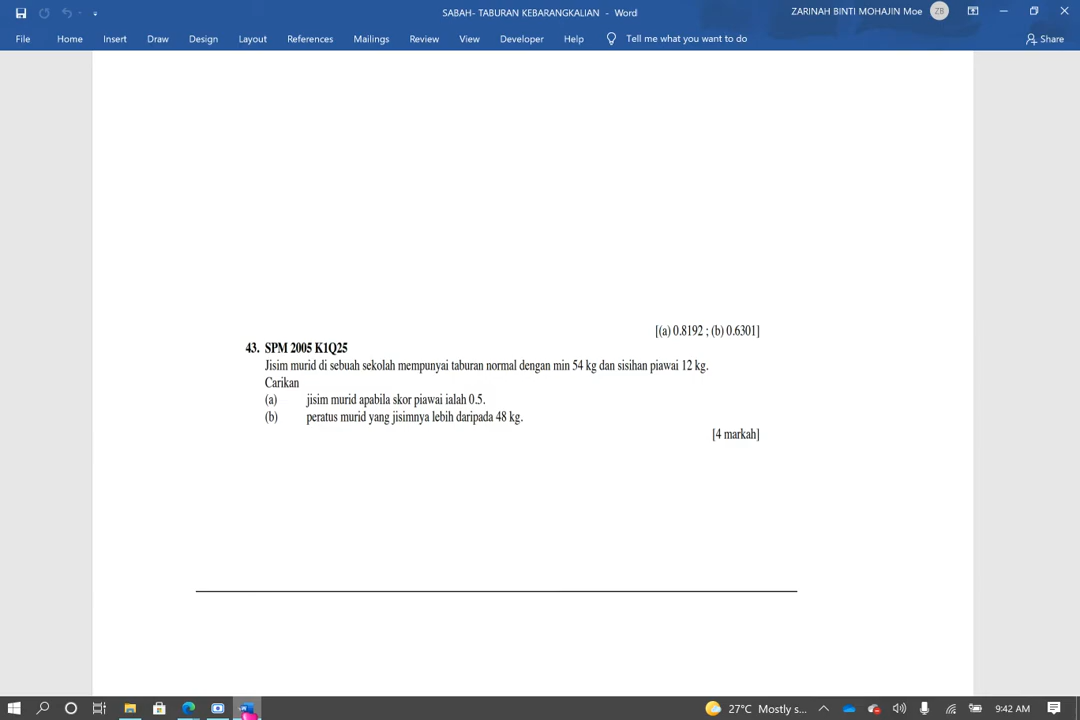 SABAH- TABURAN KEBARANGKALIAN - Word
ZARINAH BINTI MOHAJIN Moe
ZB
File Home Insert Draw Design Layout References Mailings Review View Developer Help Tell me what you want to do Share
[(a) 0.8192 ; (b) 0.6301]
43. SPM 2005 K1Q25
Jisim murid di sebuah sekolah mempunyai taburan normal dengan min 54 kg dan sisihan piawai 12 kg.
Carikan
(a) jisim murid apabila skor piawai ialah 0.5.
(b) peratus murid yang jisimnya lebih daripada 48 kg.
[4 markah]
27°C Mostly s... 9:42 AM